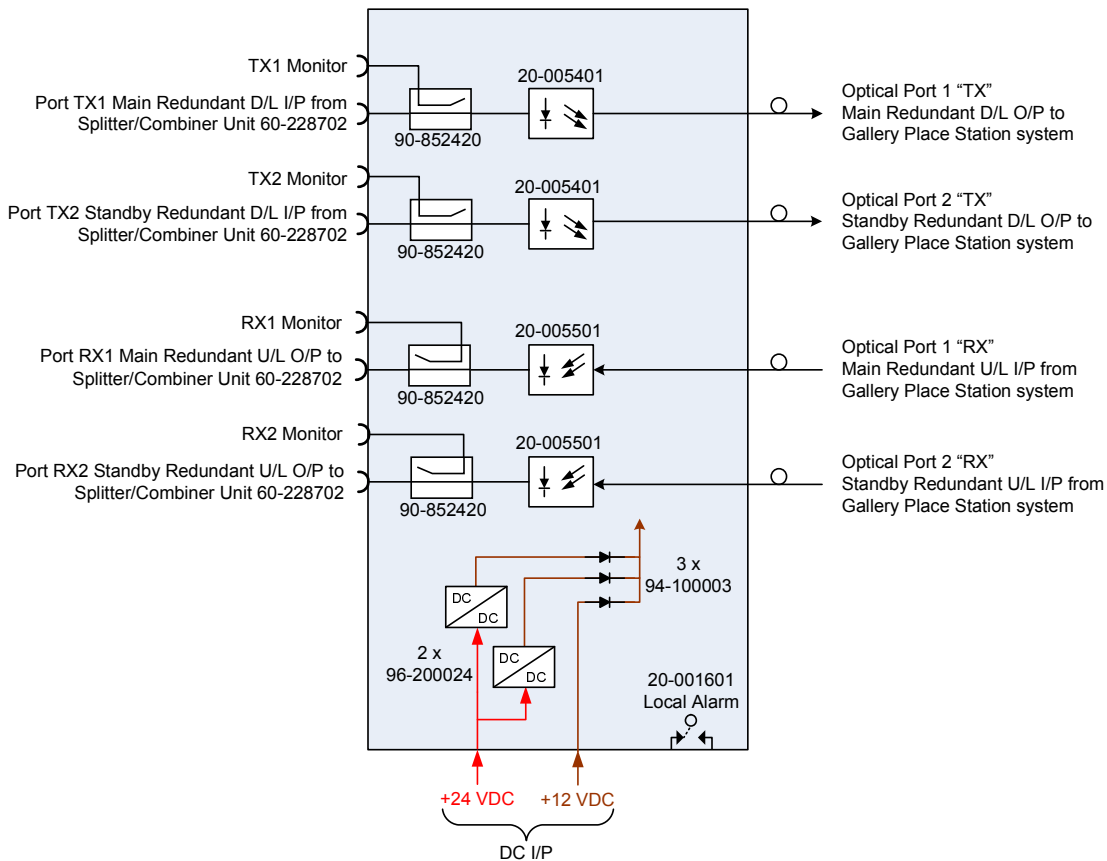 TX1 Monitor
20-005401
Port TX1 Main Redundant D/L I/P from
Splitter/Combiner Unit 60-228702
90-852420
Optical Port 1 “TX”
Main Redundant D/L O/P to
Gallery Place Station system
TX2 Monitor
20-005401
Port TX2 Standby Redundant D/L I/P from
Splitter/Combiner Unit 60-228702
90-852420
Optical Port 2 “TX”
Standby Redundant D/L O/P to
Gallery Place Station system
RX1 Monitor
20-005501
Port RX1 Main Redundant U/L O/P to
Splitter/Combiner Unit 60-228702
90-852420
Optical Port 1 “RX”
Main Redundant U/L I/P from
Gallery Place Station system
RX2 Monitor
20-005501
Port RX2 Standby Redundant U/L O/P to
Splitter/Combiner Unit 60-228702
90-852420
Optical Port 2 “RX”
Standby Redundant U/L I/P from
Gallery Place Station system
3 x
94-100003
DC
DC
2 x
96-200024
DC
DC
20-001601
Local Alarm
+24 VDC
+12 VDC
DC I/P